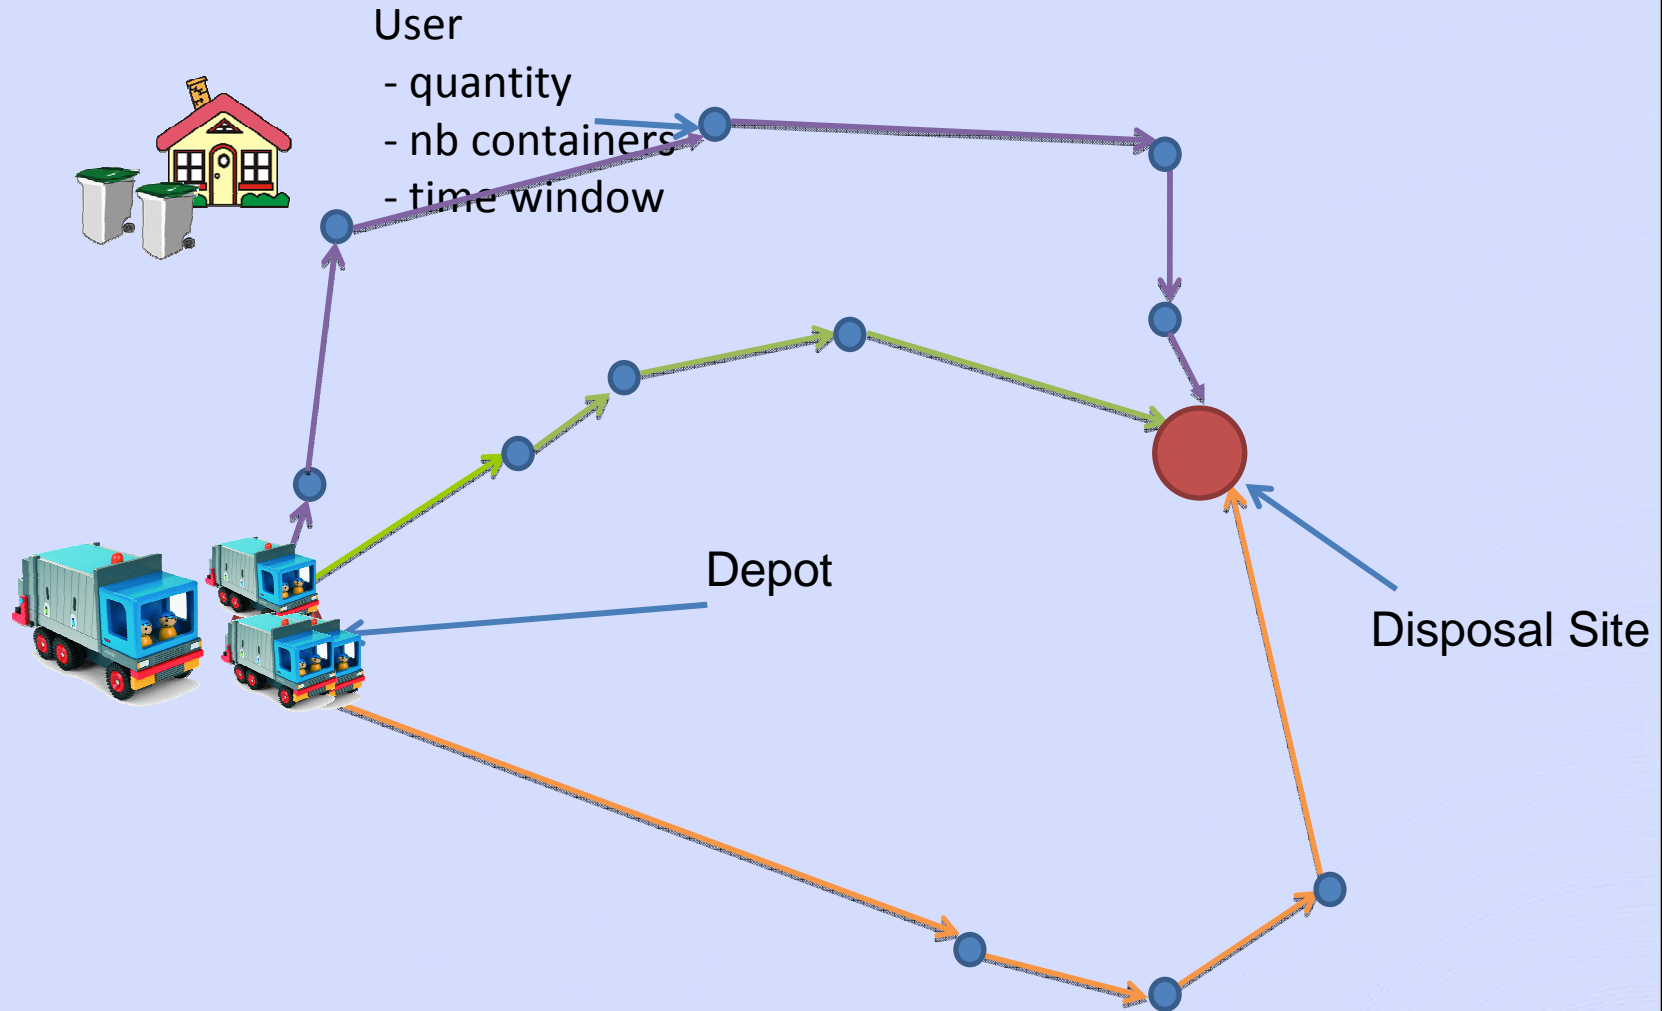 User
- quantity
- nb containers
- time window
Depot
Disposal Site